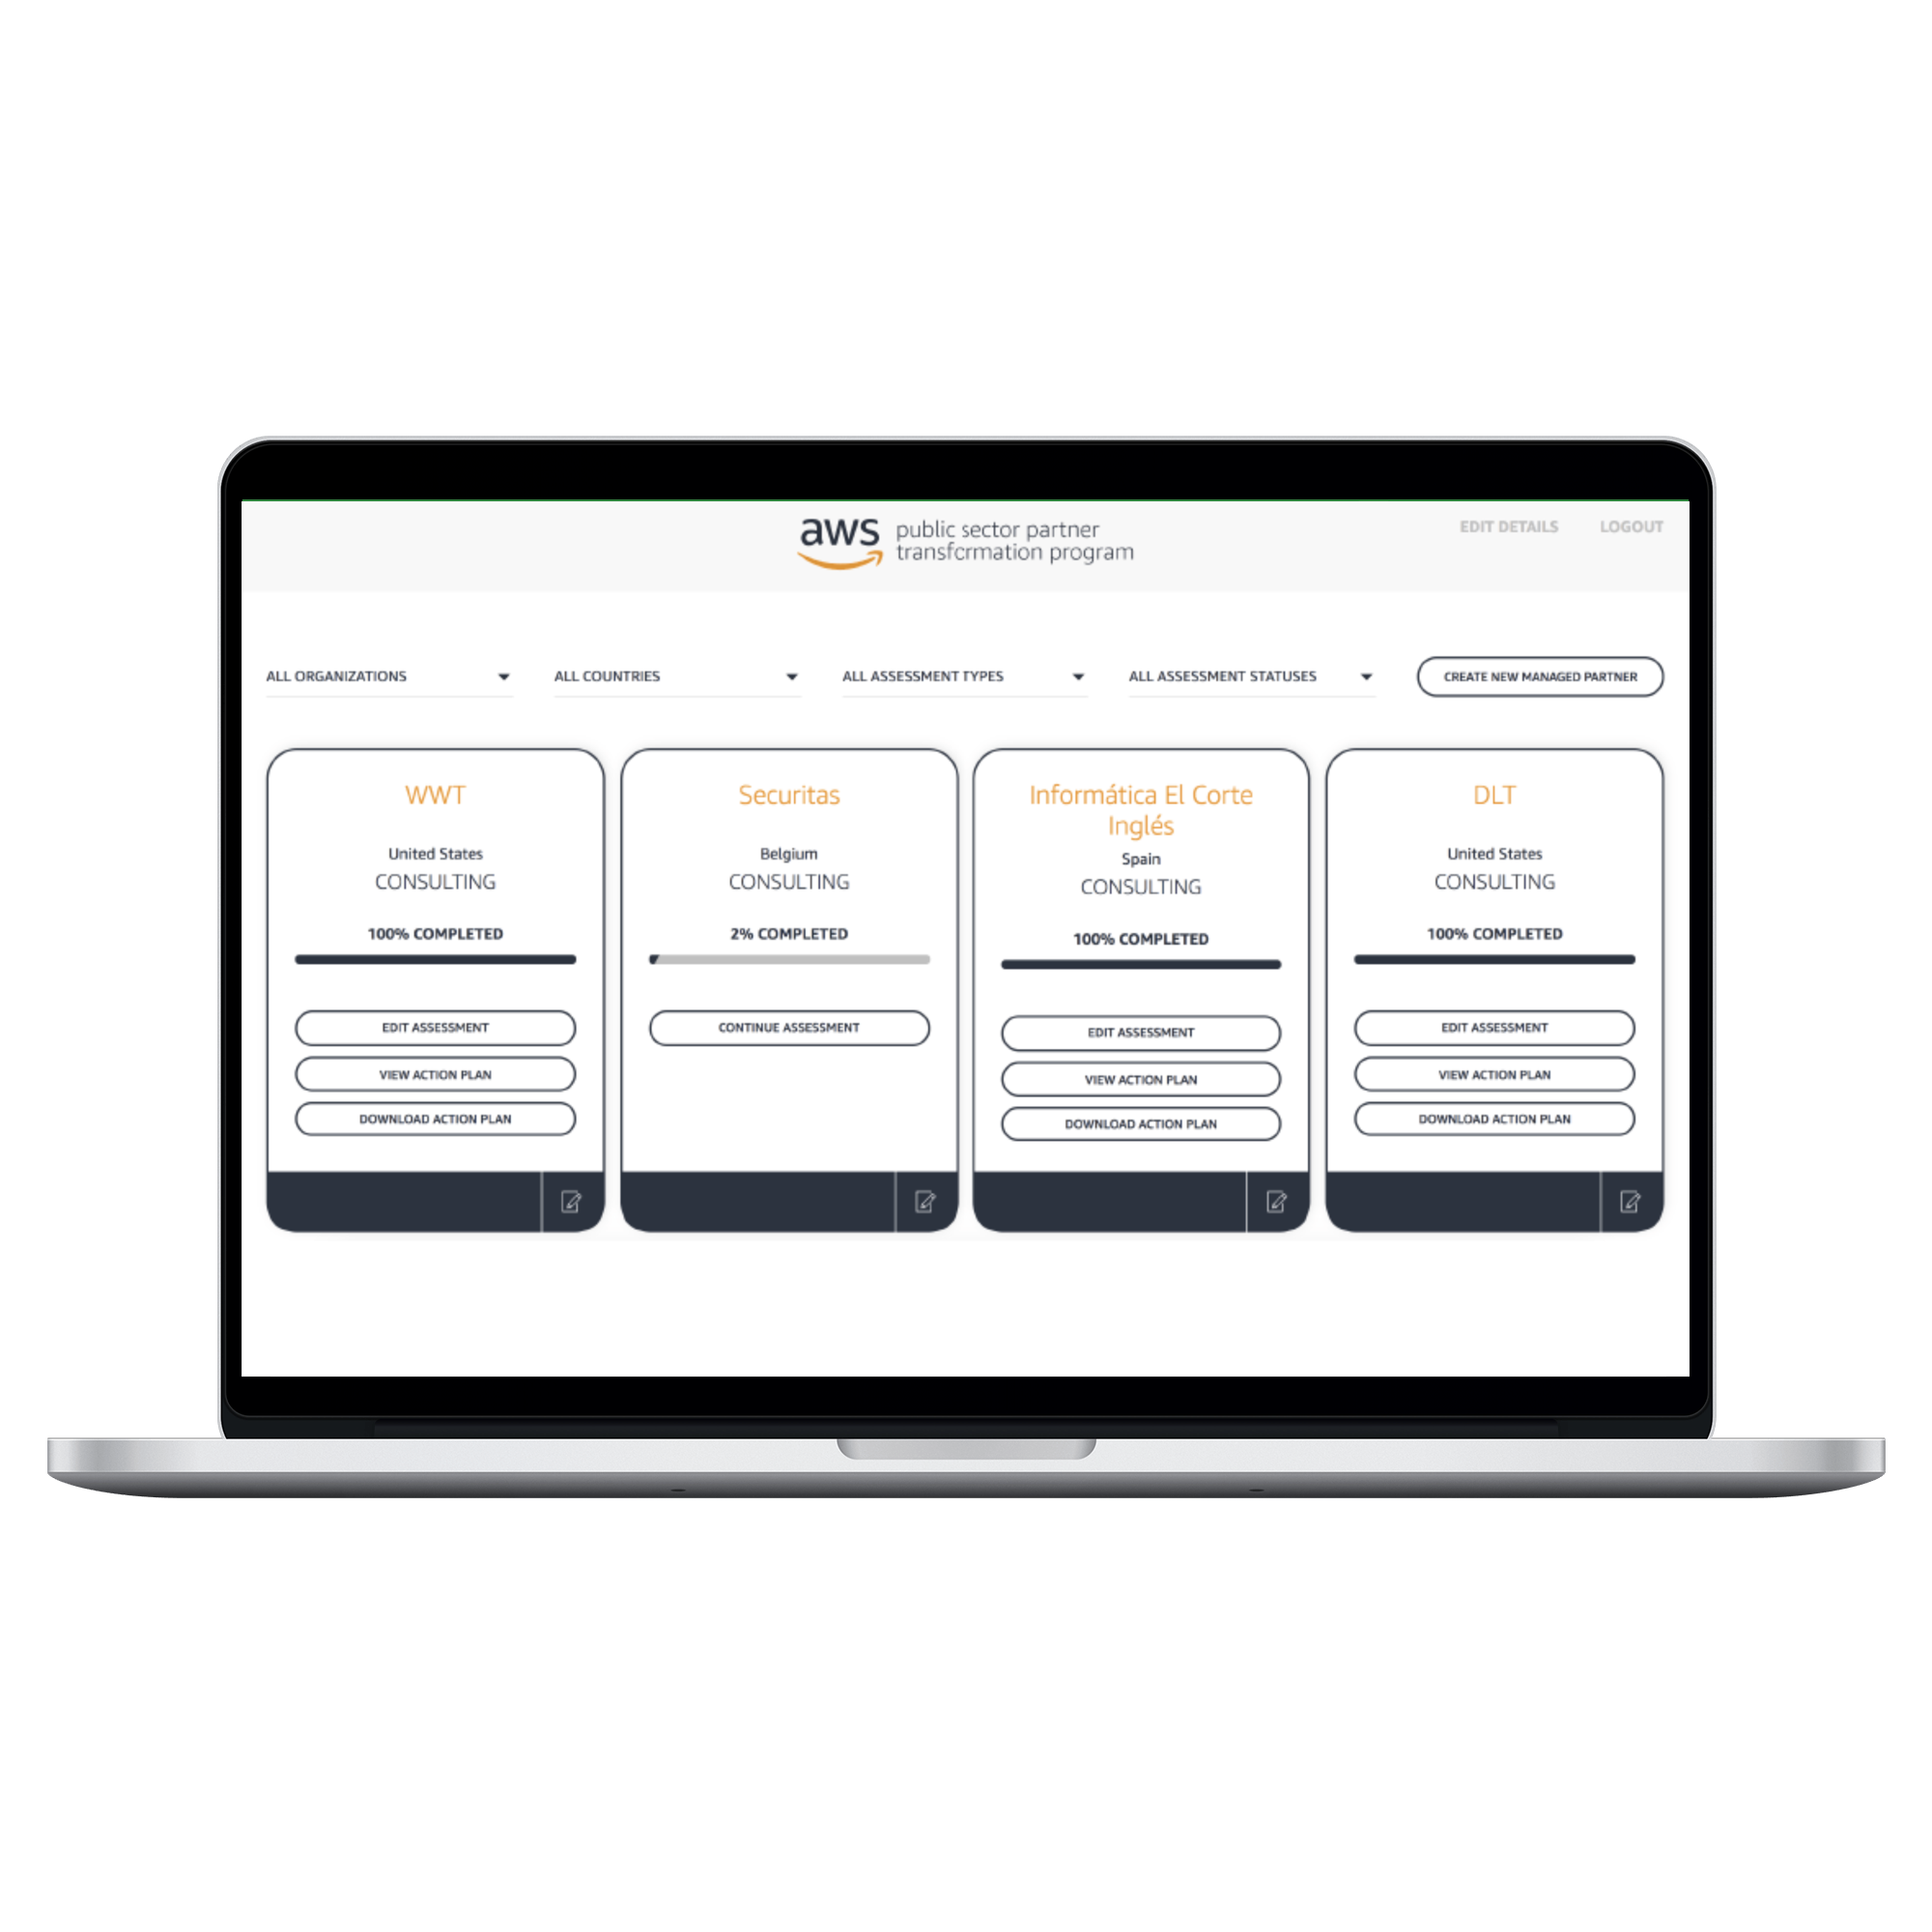 aws
public sector partner
transformation program
EDIT DETAILS
LOGOUT
ALL ORGANIZATIONS
ALL COUNTRIES
ALL ASSESSMENT TYPES
ALL ASSESSMENT STATUSES
CREATE NEW MANAGED PARTNER
WWT
United States
CONSULTING
100% COMPLETED
EDIT ASSESSMENT
VIEW ACTION PLAN
DOWNLOAD ACTION PLAN
Securitas
Belgium
CONSULTING
2% COMPLETED
CONTINUE ASSESSMENT
Informática El Corte
Inglés
Spain
CONSULTING
100% COMPLETED
EDIT ASSESSMENT
VIEW ACTION PLAN
DOWNLOAD ACTION PLAN
DLT
United States
CONSULTING
100% COMPLETED
EDIT ASSESSMENT
VIEW ACTION PLAN
DOWNLOAD ACTION PLAN